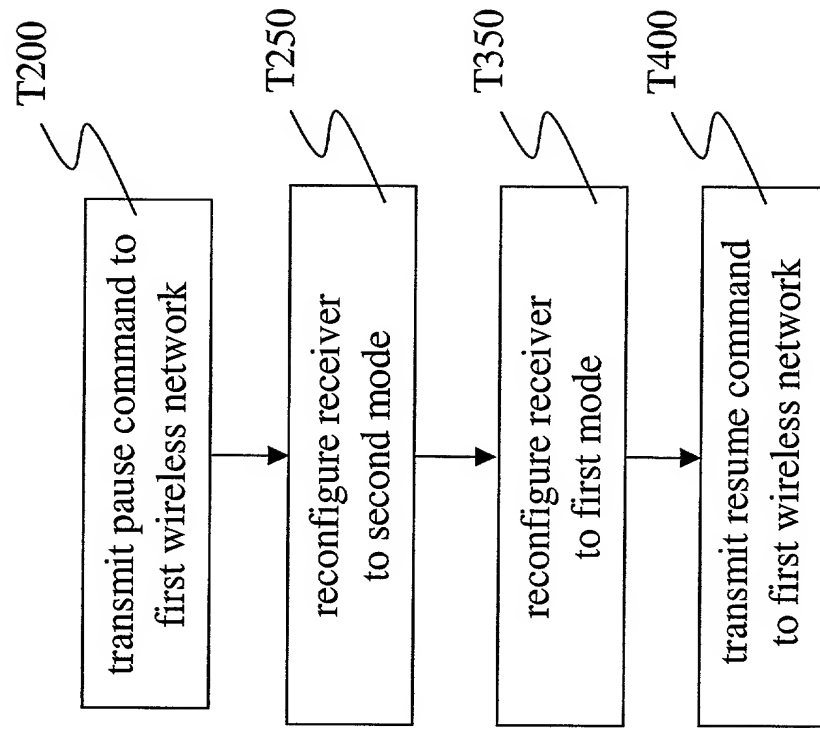 T200
transmit pause command to
first wireless network
T250
reconfigure receiver
to second mode
T350
reconfigure receiver
to first mode
T400
transmit resume command
to first wireless network